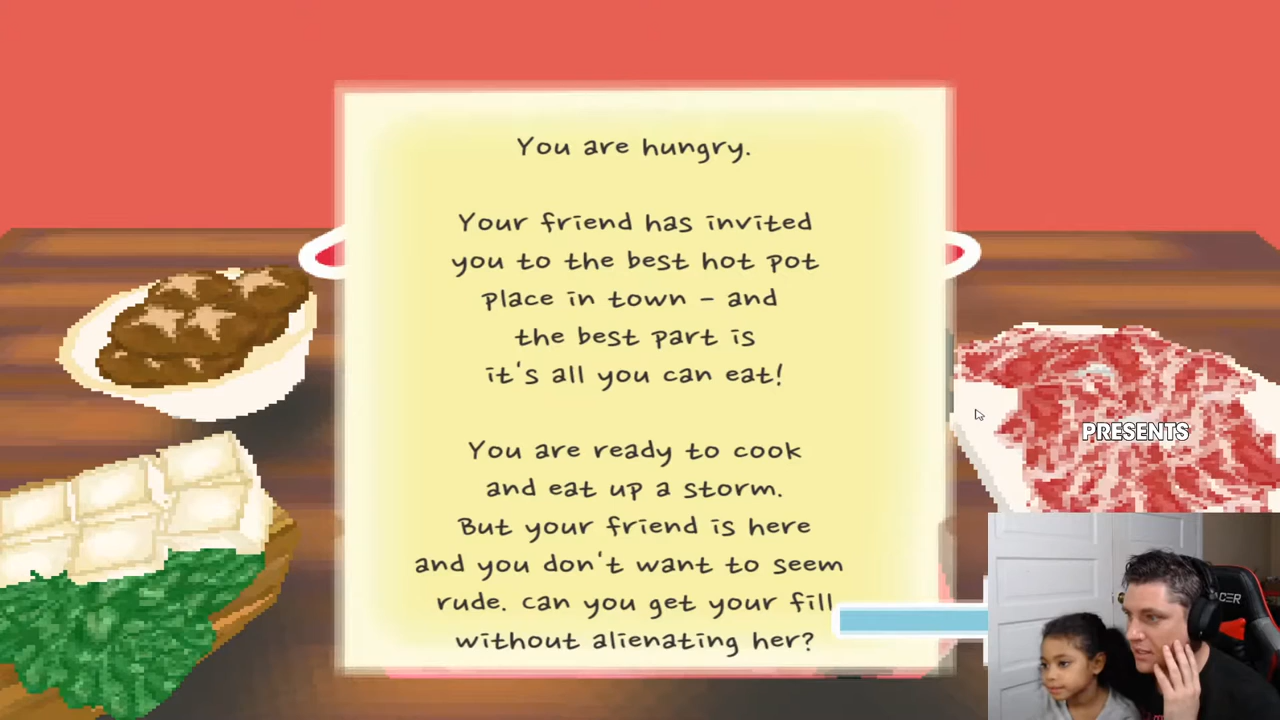 You are hungry.
Your friend has invited
you to the best hot pot
place in town - and
the best part is
it's all you can eat!
You are ready to cook
and eat up a storm.
But your friend is here
and you don't want to seem
rude. Can you get your fill
without alienating her?
PRESENTS